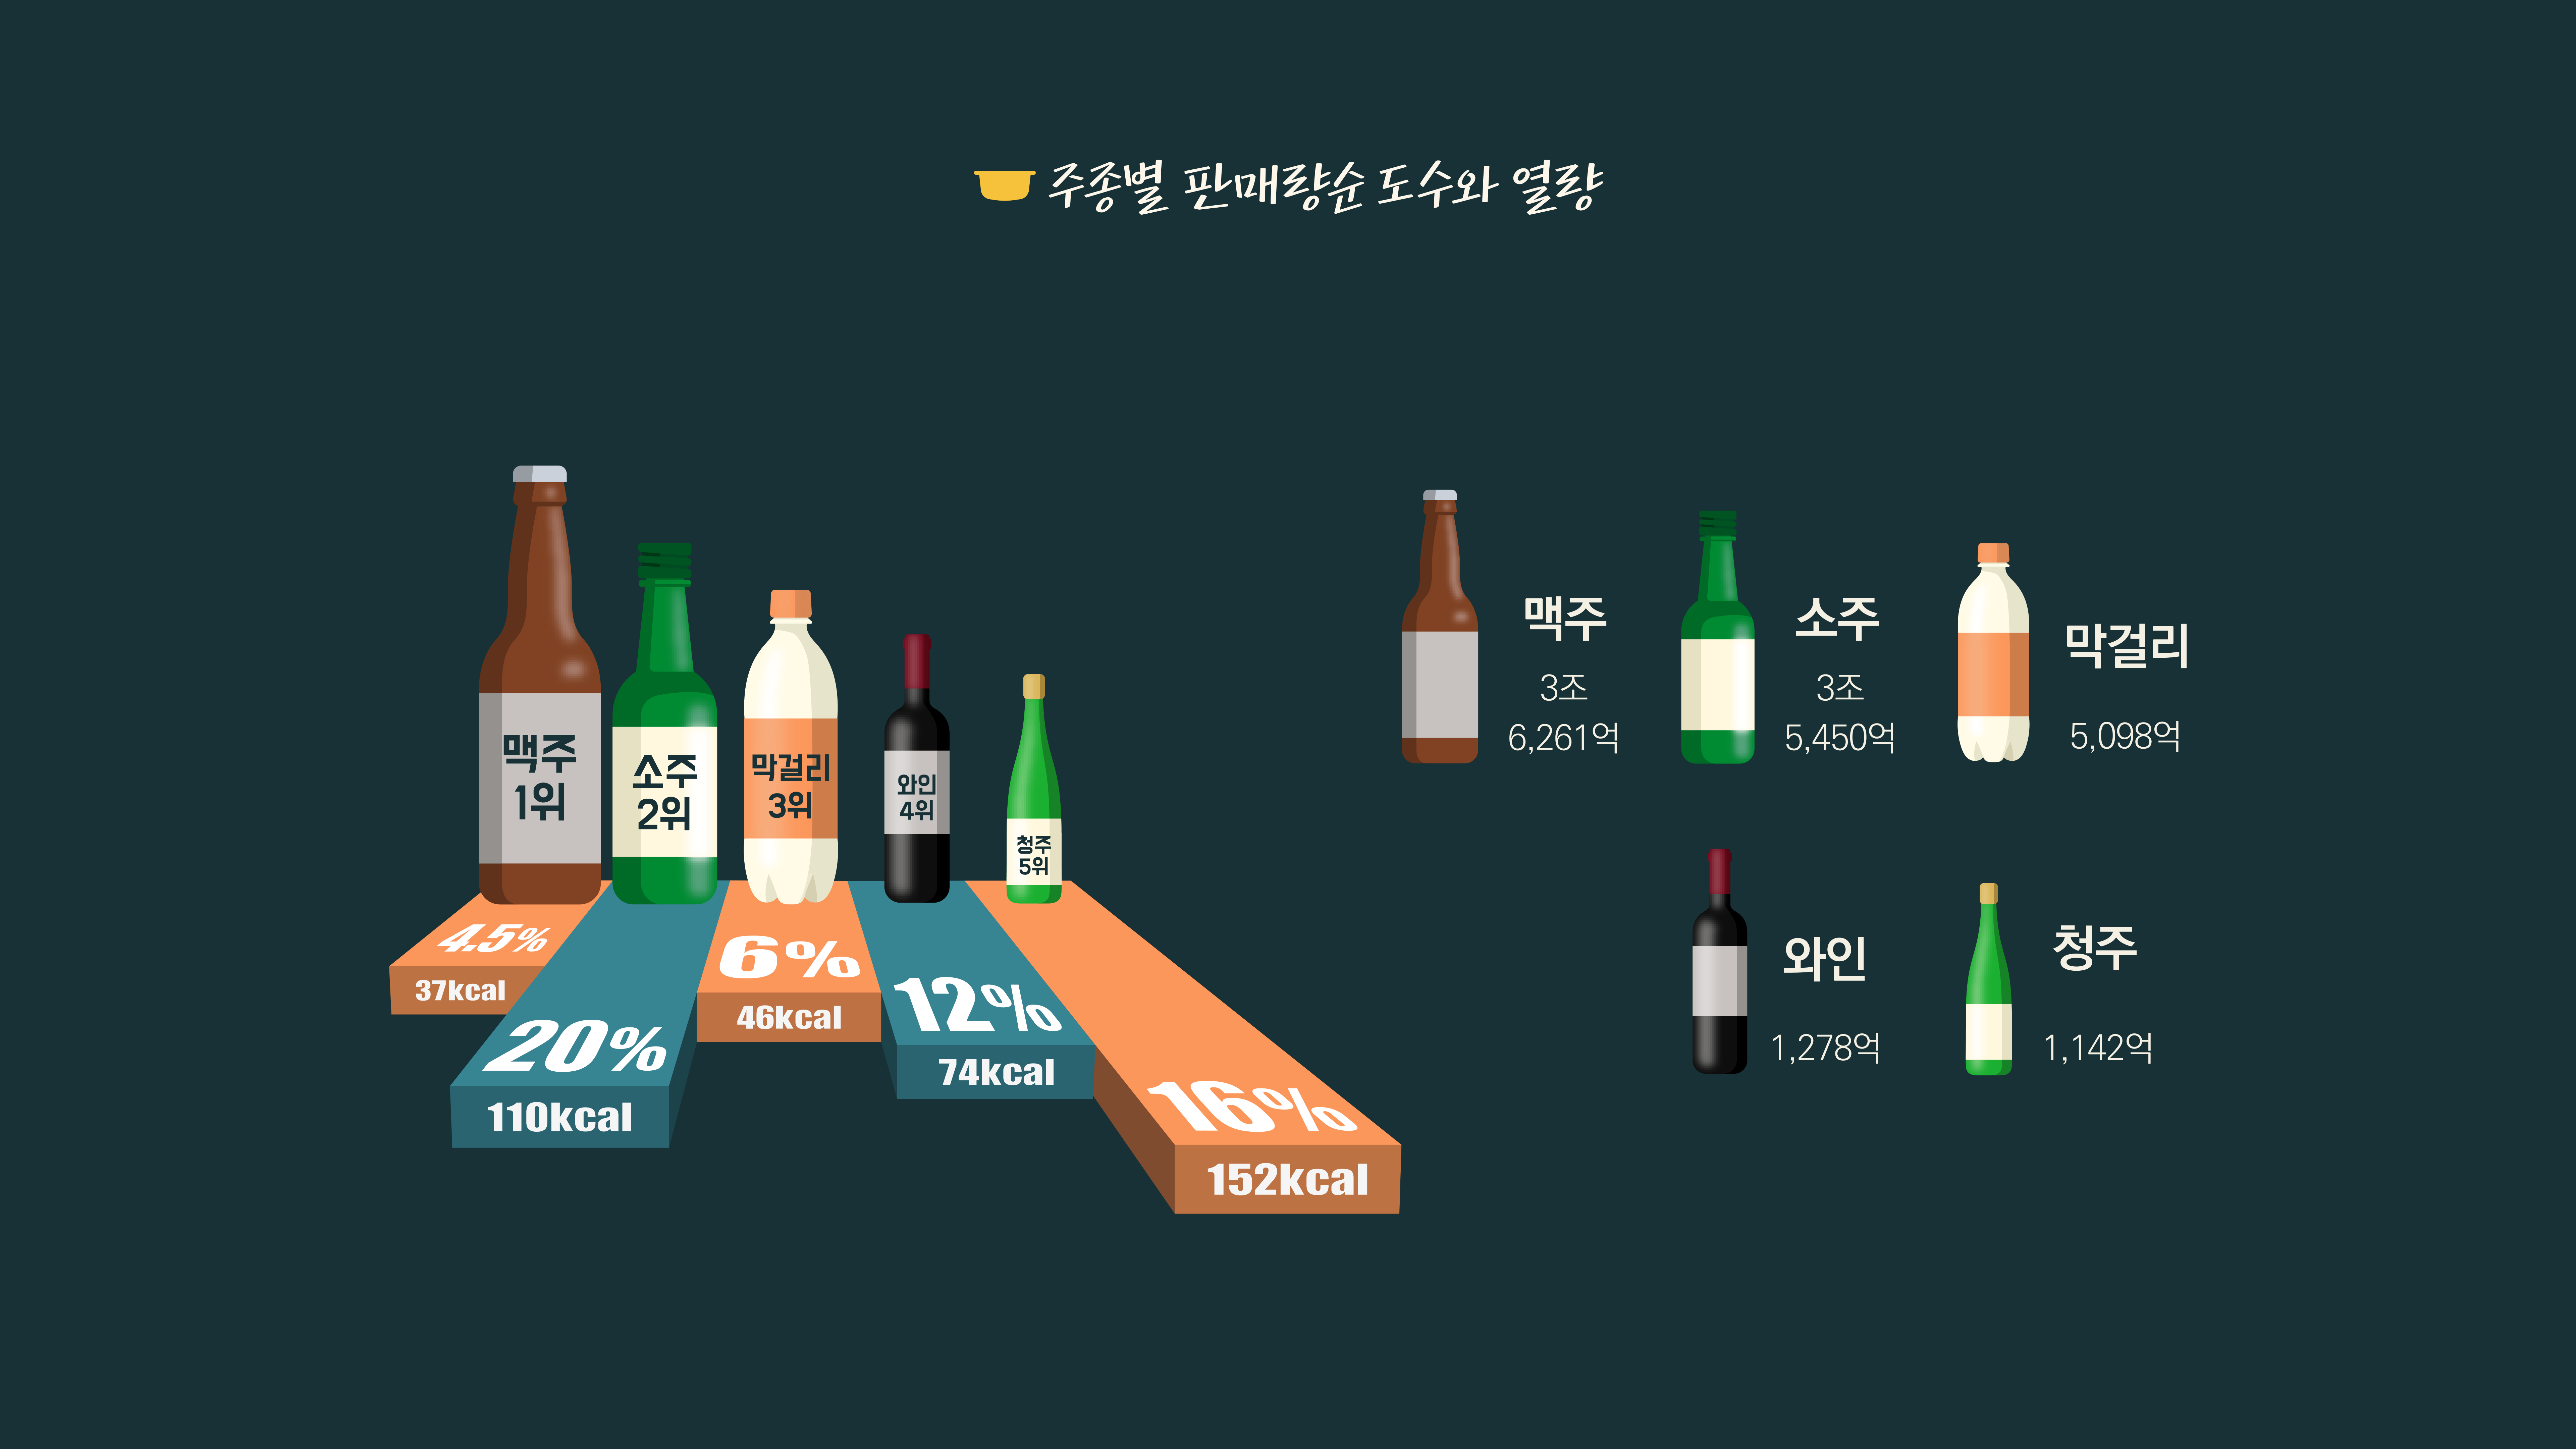 주종별 판매량순 도수와 열량
맥주
1위
소주
2위
막걸리
3위
와인
4위
청주
5위
4.5%
37kcal
20%
110kcal
6%
46kcal
12%
74kcal
16%
152kcal
맥주
3조
6,261억
소주
3조
5,450억
막걸리
5,098억
와인
1,278억
청주
1,142억